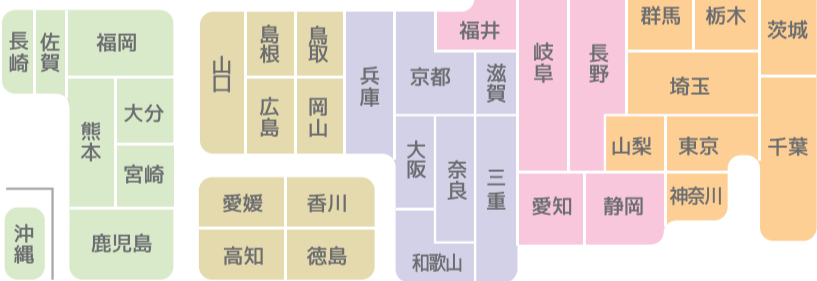 長崎
佐賀
福岡
大分
熊本
宮崎
鹿児島
沖縄
山口
島根
鳥取
広島
岡山
愛媛
香川
高知
徳島
兵庫
京都
滋賀
大阪
奈良
三重
和歌山
福井
岐阜
長野
愛知
静岡
群馬
栃木
茨城
埼玉
山梨
東京
千葉
神奈川